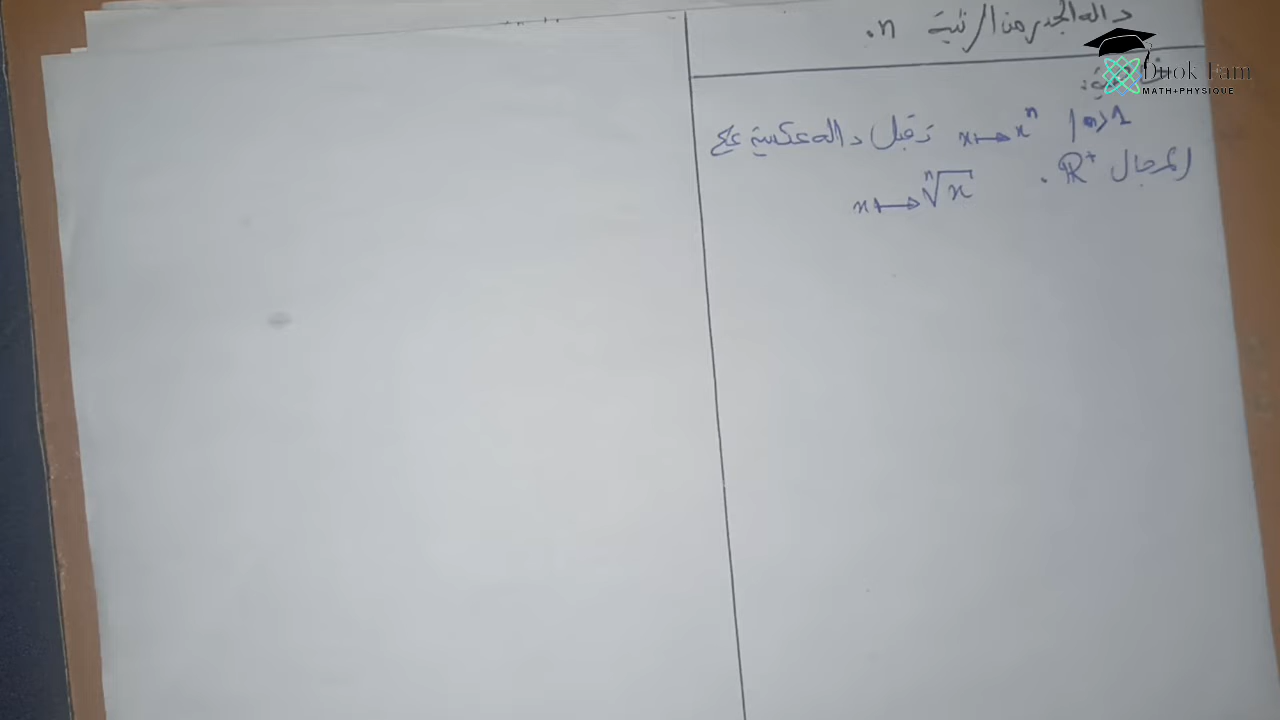 دالة الجذر من الرتبة n.
n>1 | x ↦ xⁿ تقبل دالة عكسية على
المجال ℝ⁺.
x ↦ ⁿ√x
Duok Fam
MATH+PHYSIQUE